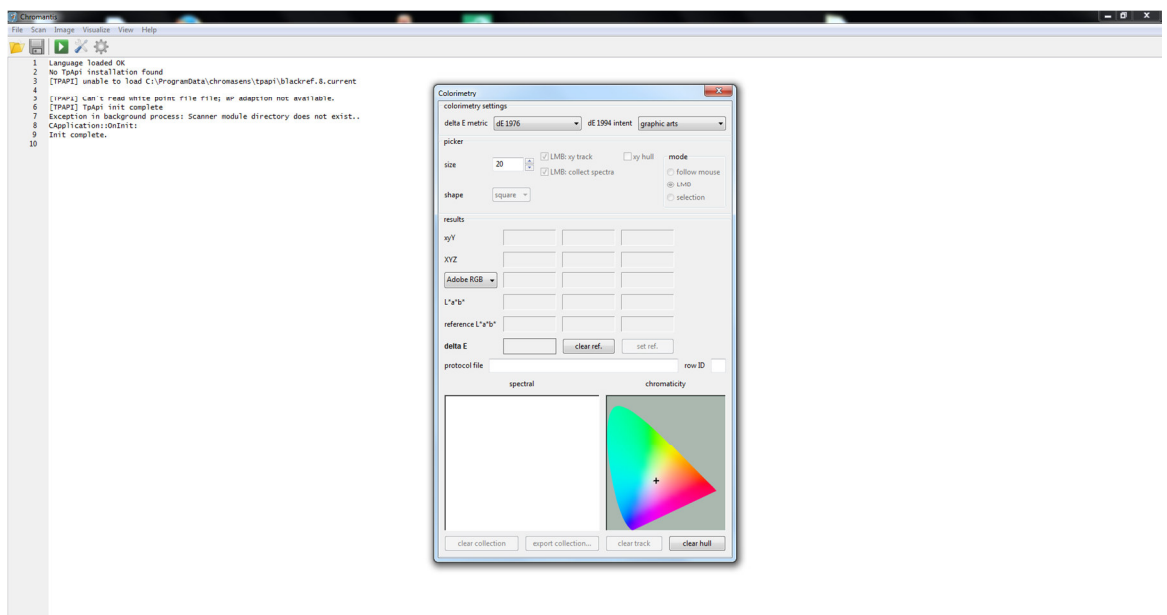 Chromantis
File Scan Image Visualize View Help
1 Language loaded OK
2 No TpApi installation found
3 [TPAPI] unable to load C:\ProgramData\chromasens\tpapi\blackref.8.current
4
5 [TPAPI] Can't read white point file file; WP adaption not available.
6 [TPAPI] TpApi init complete
7 Exception in background process: Scanner module directory does not exist..
8 CApplication::OnInit:
9 Init complete.
10
Colorimetry
colorimetry settings
delta E metric dE 1976 dE 1994 intent graphic arts
picker
size 20 LMB: xy track xy hull mode
LMB: collect spectra follow mouse
LMB
shape square selection
results
xyY
XYZ
Adobe RGB
L*a*b*
reference L*a*b*
delta E clear ref. set ref.
protocol file row ID
spectral chromaticity
clear collection export collection... clear track clear hull